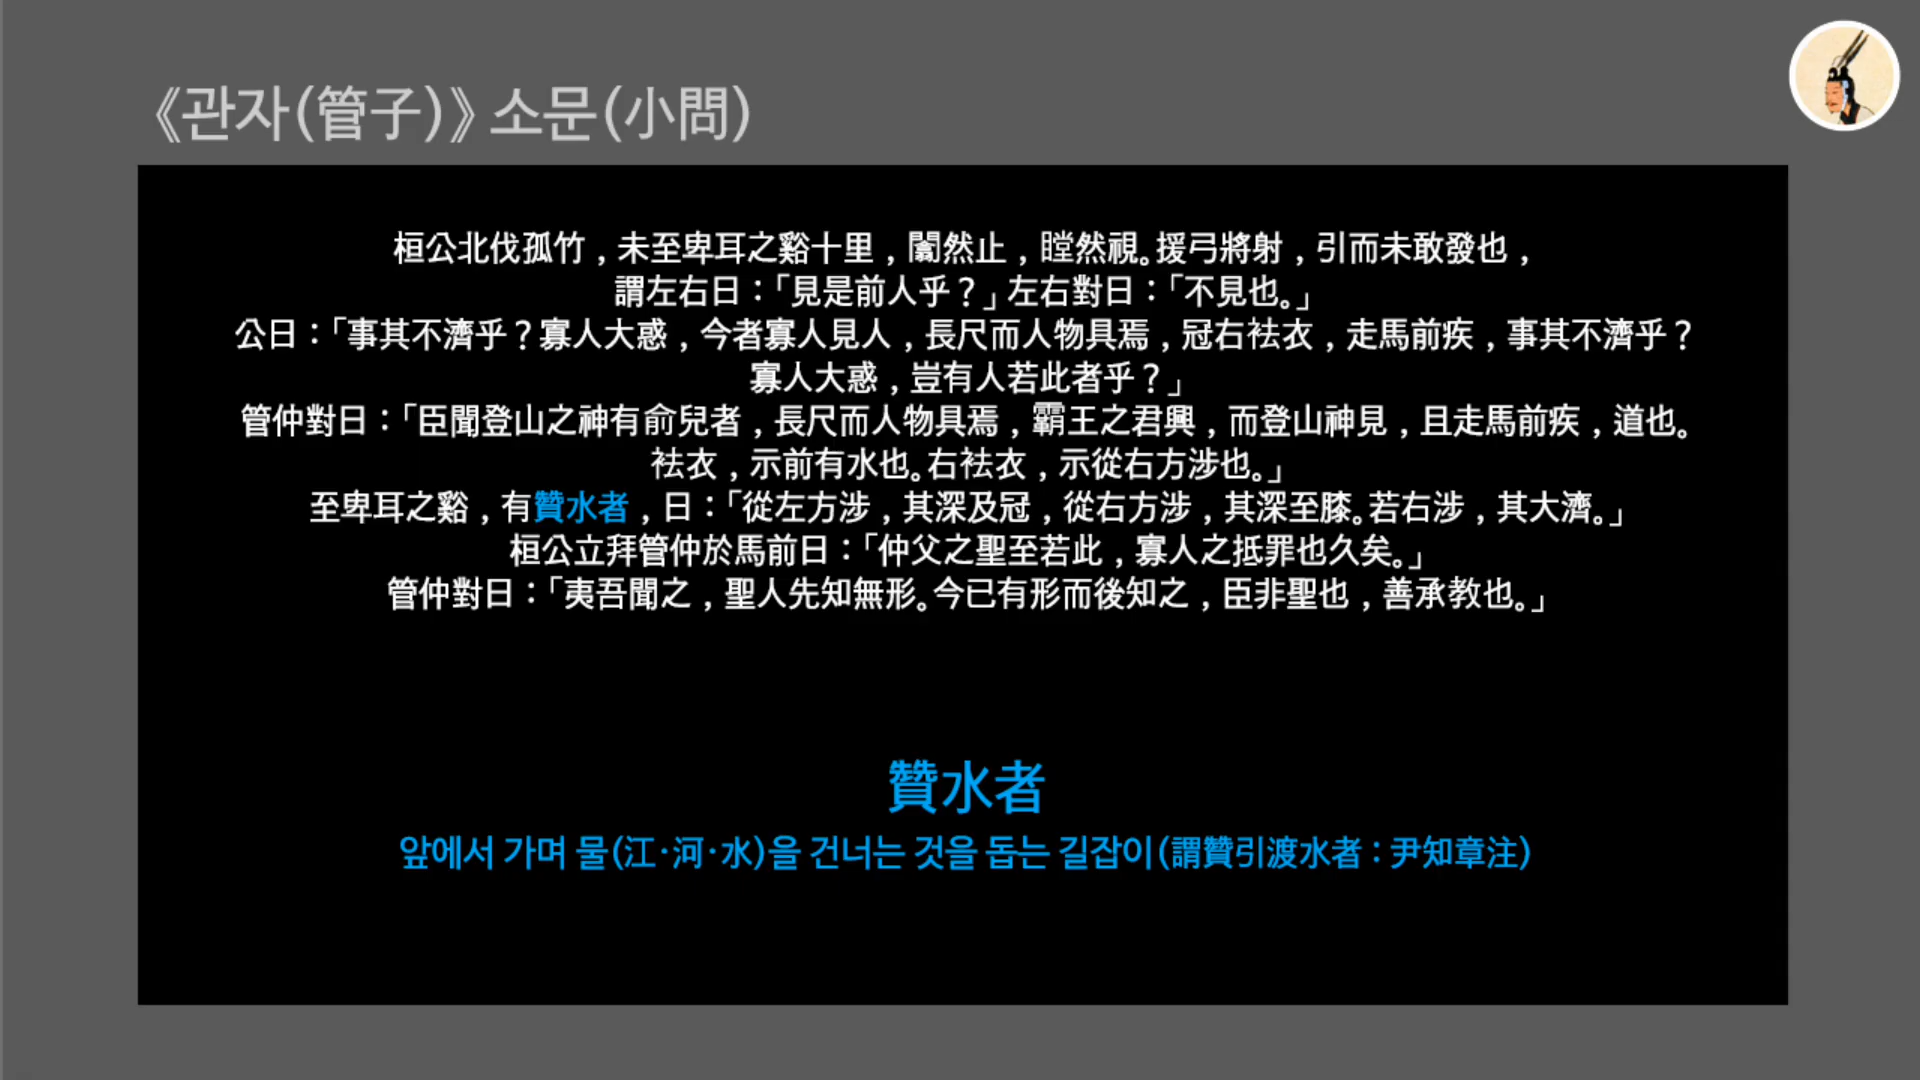 《관자(管子)》 소문(小問)
桓公北伐孤竹，未至卑耳之谿十里，闟然止，瞠然視。援弓將射，引而未敢發也，
謂左右曰：「見是前人乎？」左右對曰：「不見也。」
公曰：「事其不濟乎？寡人大惑，今者寡人見人，長尺而人物具焉，冠右袪衣，走馬前疾，事其不濟乎？
寡人大惑，豈有人若此者乎？」
管仲對曰：「臣聞登山之神有俞兒者，長尺而人物具焉，霸王之君興，而登山神見，且走馬前疾，道也。
袪衣，示前有水也。右袪衣，示從右方涉也。」
至卑耳之谿，有贊水者，曰：「從左方涉，其深及冠，從右方涉，其深至膝。若右涉，其大濟。」
桓公立拜管仲於馬前曰：「仲父之聖至若此，寡人之抵罪也久矣。」
管仲對曰：「夷吾聞之，聖人先知無形。今已有形而後知之，臣非聖也，善承教也。」
贊水者
앞에서 가며 물(江·河·水)을 건너는 것을 돕는 길잡이(謂贊引渡水者：尹知章注)